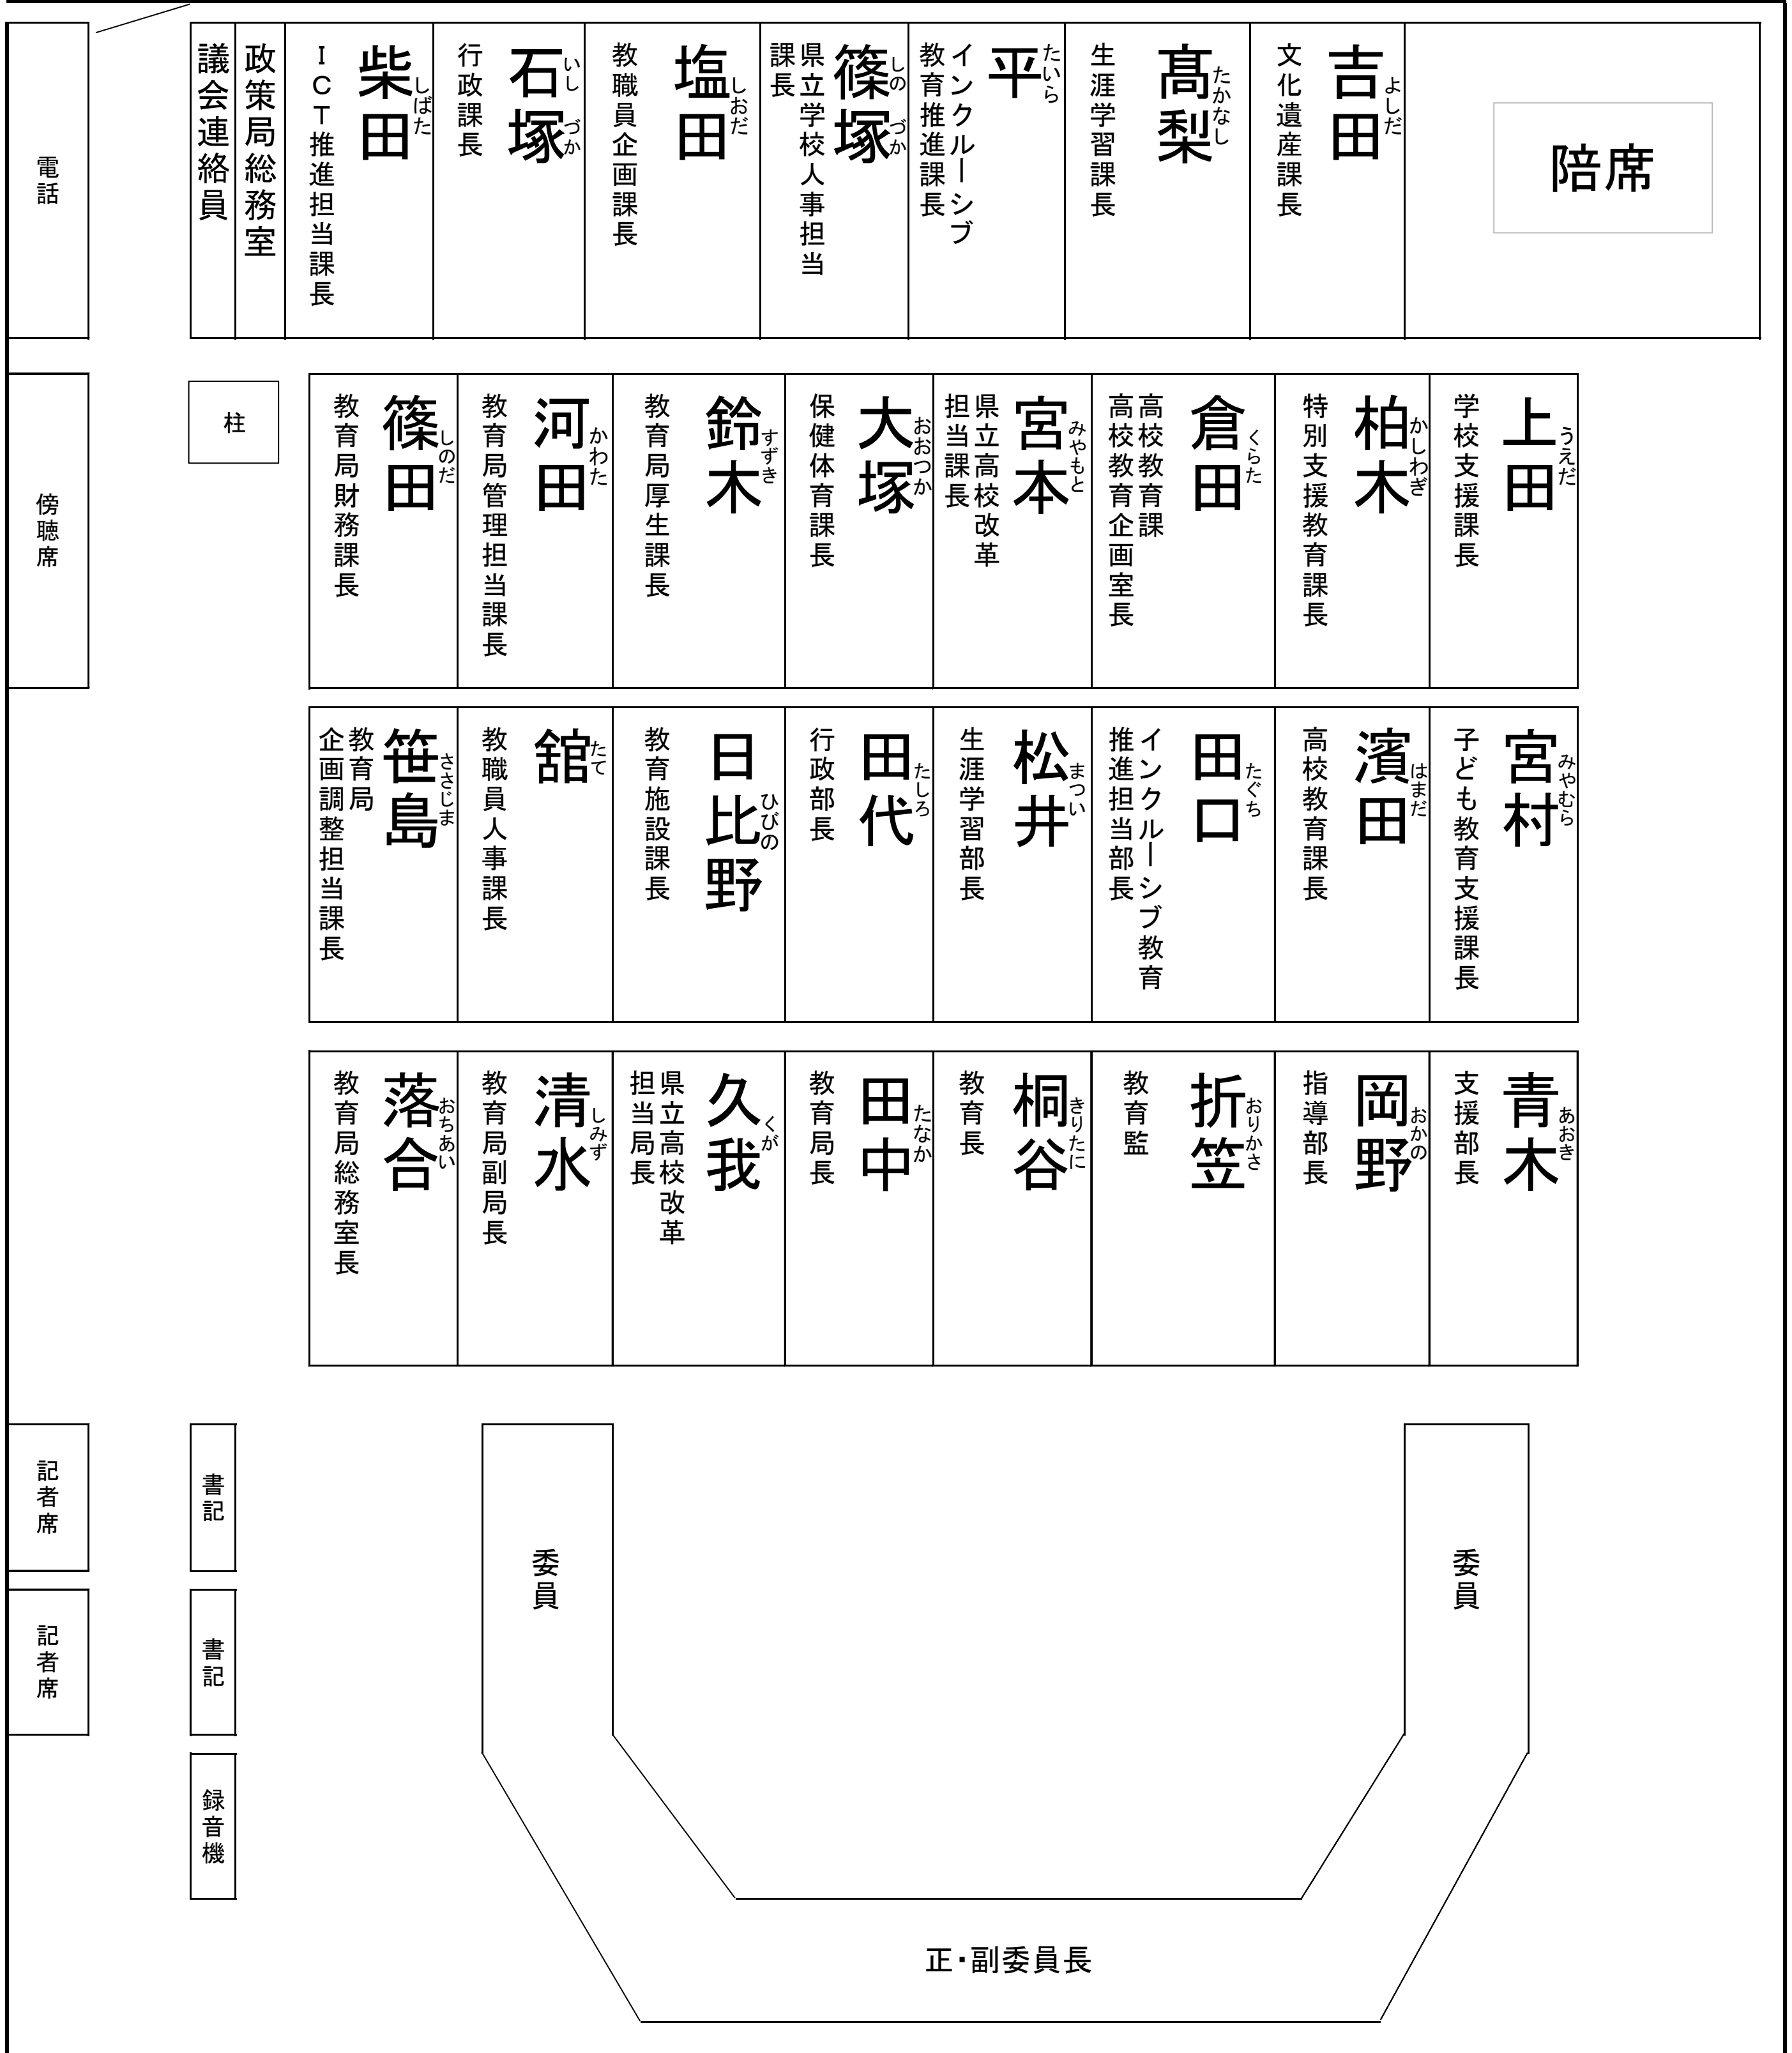 電話
議会連絡員
政策局総務室
柴田
しばた
ＩＣＴ推進担当課長
石塚
いしづか
行政課長
塩田
しおだ
教職員企画課長
篠塚
しのづか
県立学校人事担当
課長
平
たいら
インクルーシブ
教育推進課長
髙梨
たかなし
生涯学習課長
吉田
よしだ
文化遺産課長
陪席
傍聴席
柱
篠田
しのだ
教育局財務課長
河田
かわた
教育局管理担当課長
鈴木
すずき
教育局厚生課長
大塚
おおつか
保健体育課長
宮本
みやもと
県立高校改革
担当課長
倉田
くらた
高校教育課
高校教育企画室長
柏木
かしわぎ
特別支援教育課長
上田
うえだ
学校支援課長
笹島
ささじま
教育局
企画調整担当課長
舘
たて
教職員人事課長
日比野
ひびの
教育施設課長
田代
たしろ
行政部長
松井
まつい
生涯学習部長
田口
たぐち
インクルーシブ教育
推進担当部長
濱田
はまだ
高校教育課長
宮村
みやむら
子ども教育支援課長
落合
おちあい
教育局総務室長
清水
しみず
教育局副局長
久我
くが
県立高校改革
担当局長
田中
たなか
教育局長
桐谷
きりたに
教育長
折笠
おりかさ
教育監
岡野
おかの
指導部長
青木
あおき
支援部長
記者席
書記
委員
委員
記者席
書記
録音機
正・副委員長